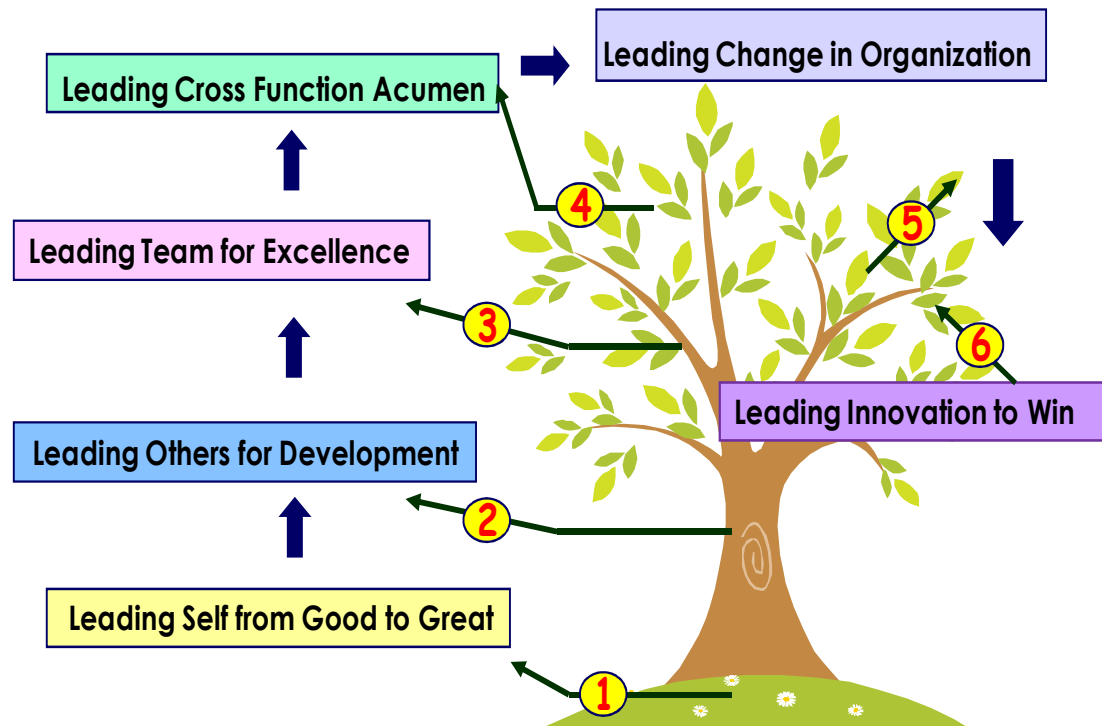 Leading Change in Organization
Leading Cross Function Acumen
4
5
Leading Team for Excellence
3
6
Leading Innovation to Win
Leading Others for Development
2
Leading Self from Good to Great
1